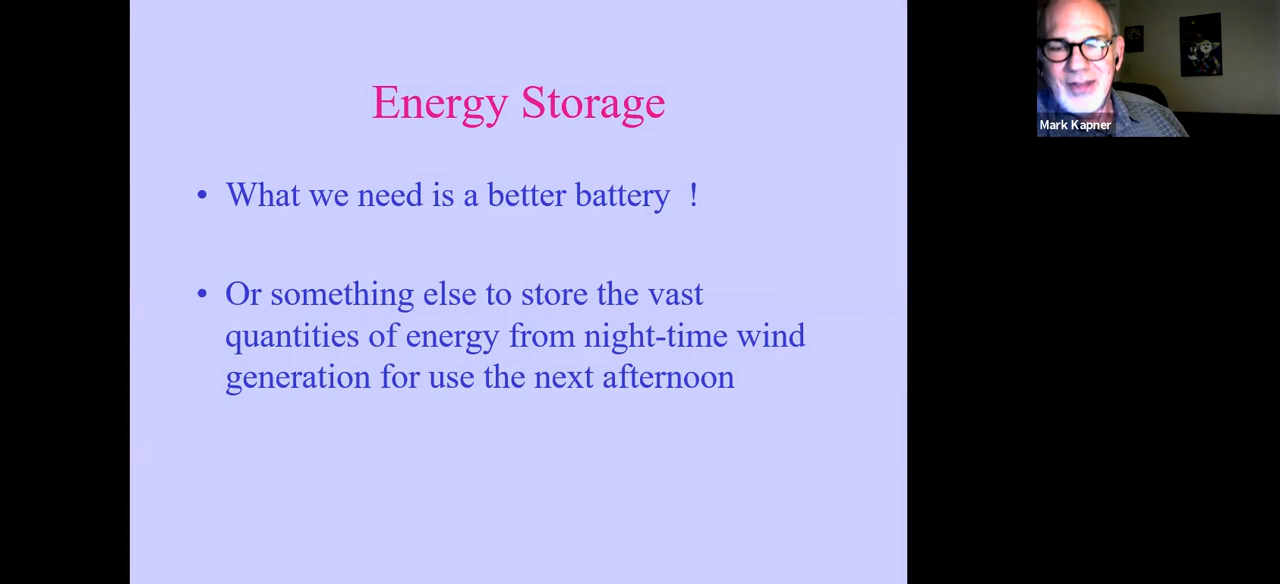 Energy Storage
• What we need is a better battery  !
• Or something else to store the vast
quantities of energy from night-time wind
generation for use the next afternoon
Mark Kapner